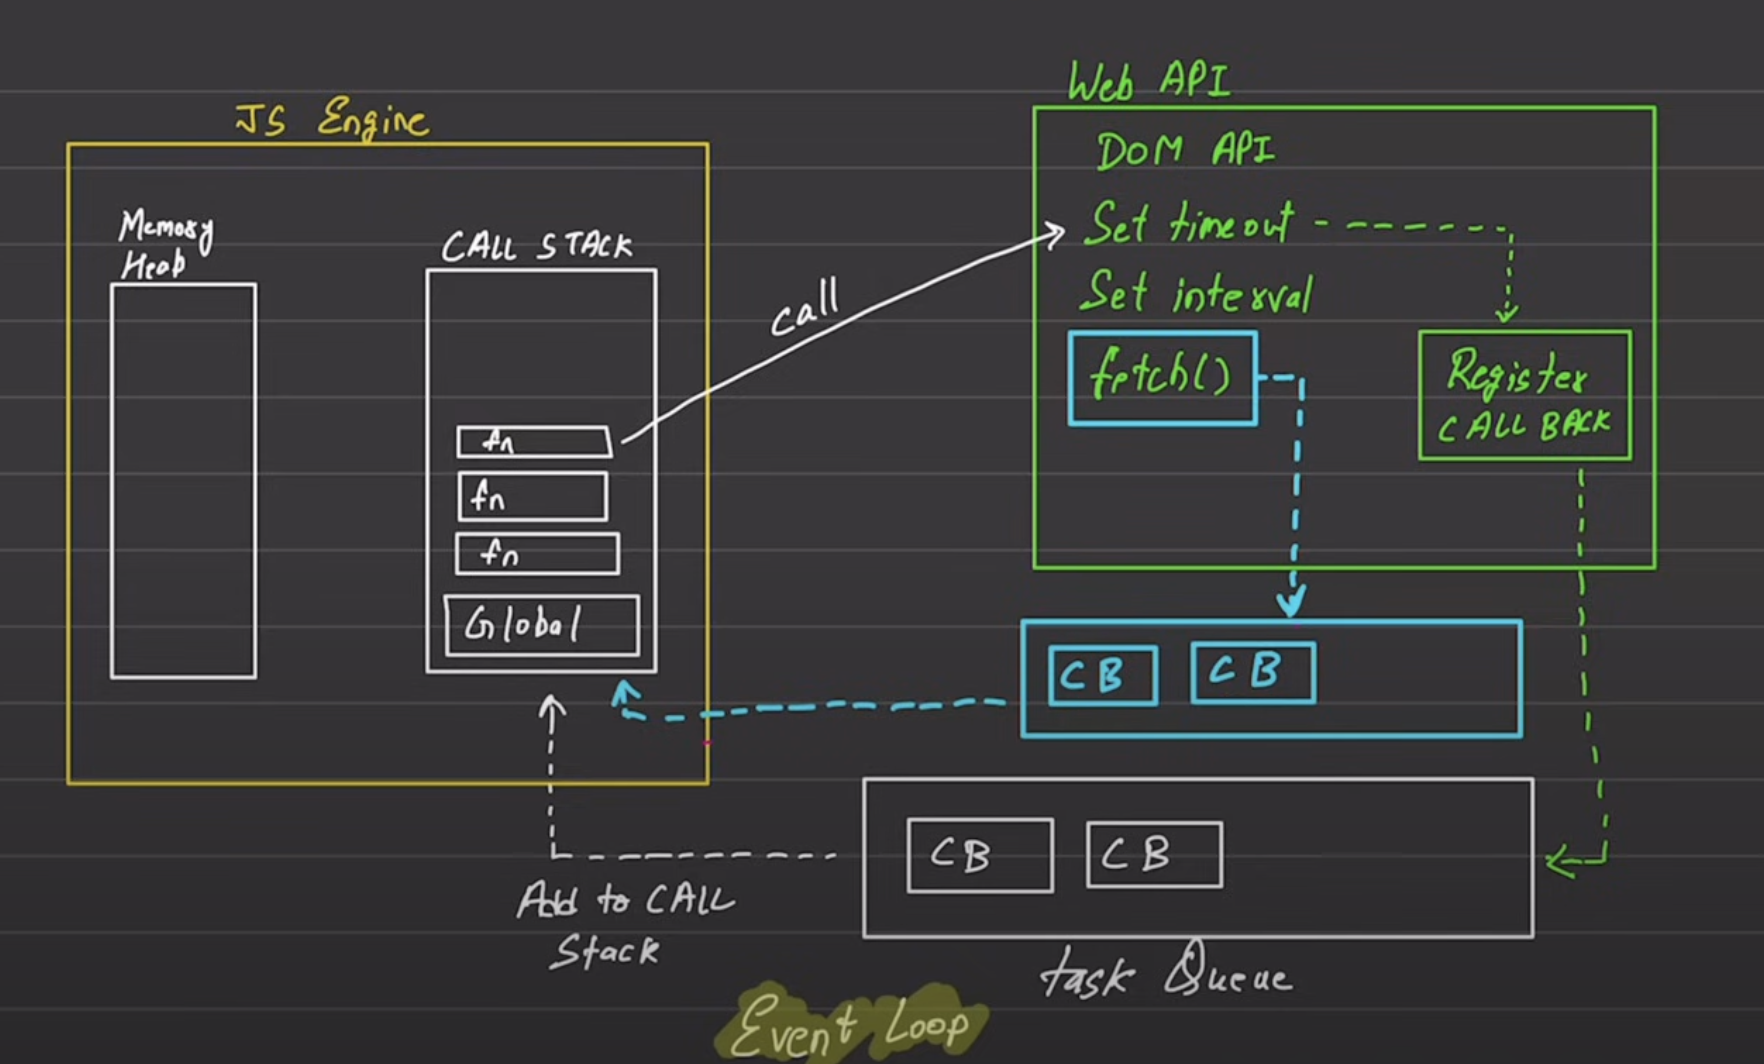 JS Engine
Memory
Heap
CALL STACK
fn
fn
fn
Global
call
Web API
DOM API
Set timeout
Set interval
fetch()
Register
CALL BACK
CB CB
CB CB
task Queue
Add to CALL
Stack
Event Loop